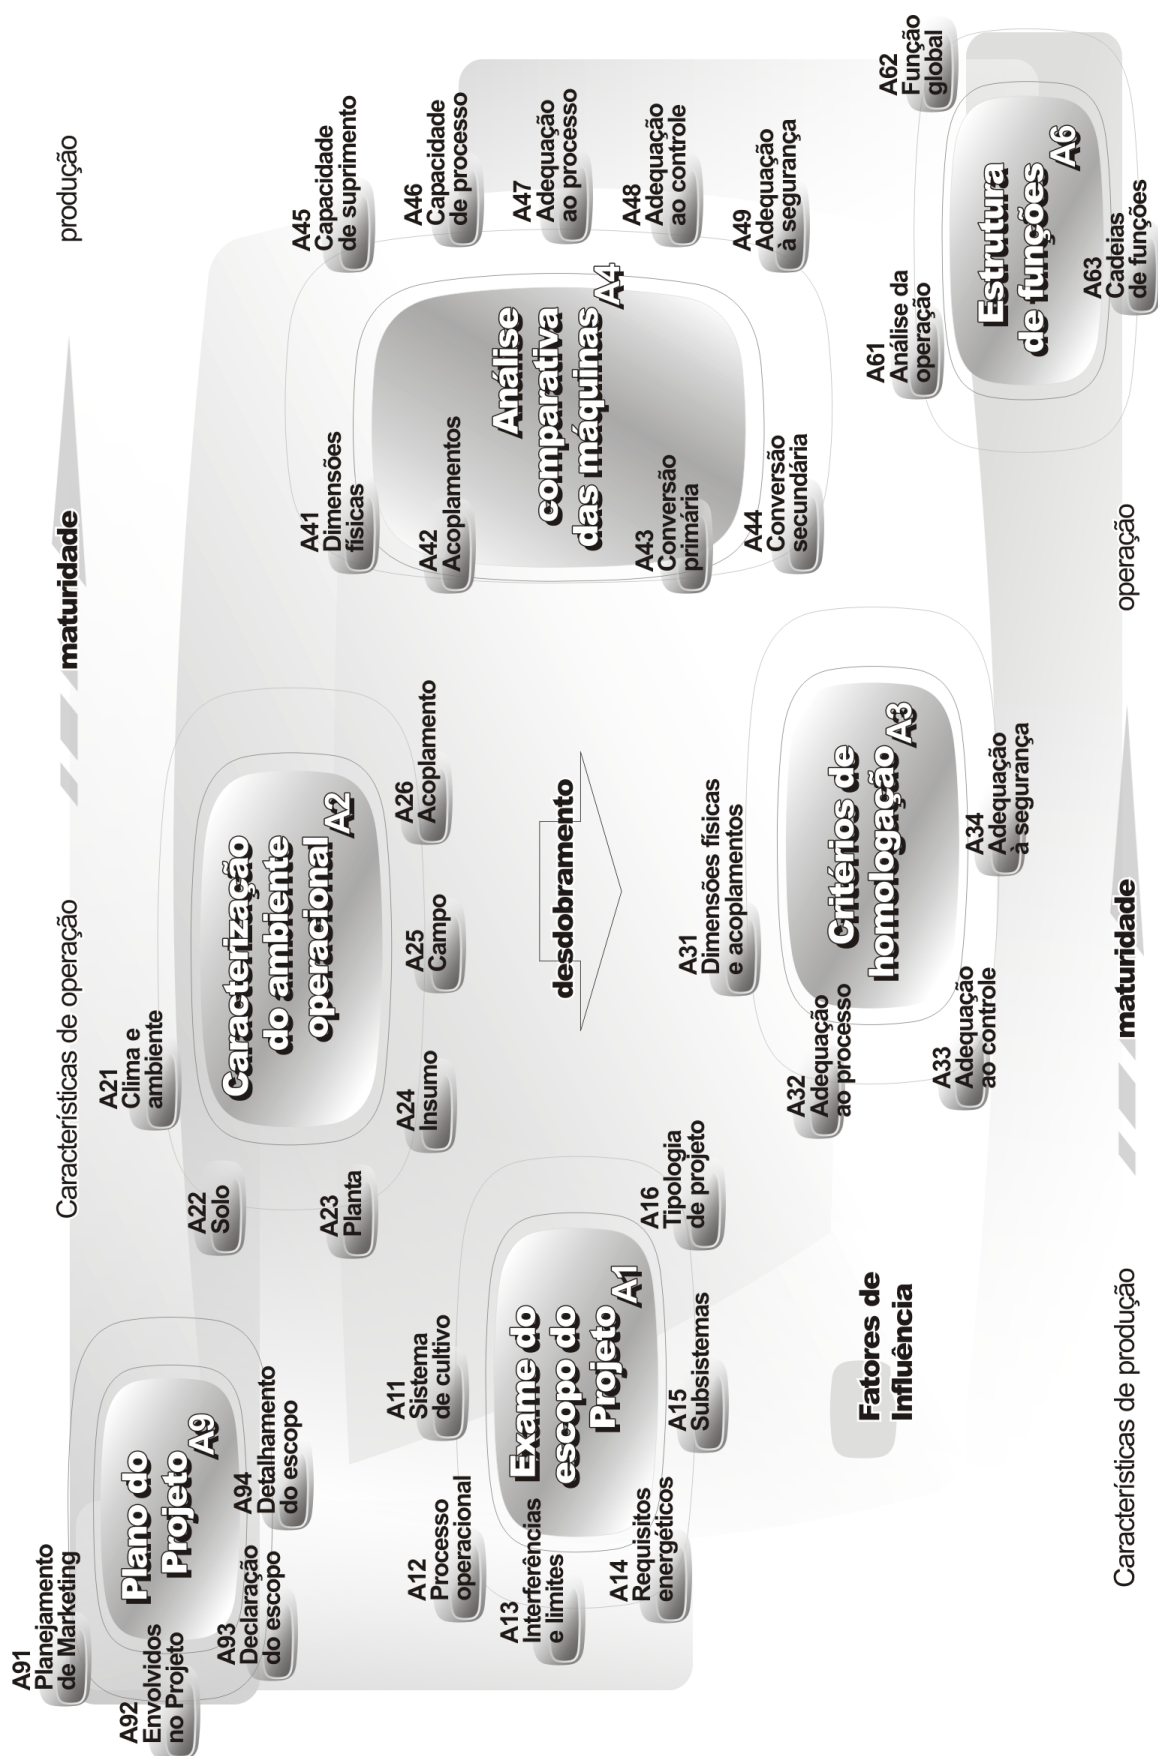 Características de operação
produção
maturidade
A91
Planejamento
de Marketing
A92
Envolvidos
no Projeto
A93
Declaração
do escopo
A94
Detalhamento
do escopo
Plano do
Projeto
A9
A21
Clima e
ambiente
A22
Solo
A23
Planta
A24
Insumo
A25
Campo
A26
Acoplamento
Caracterização
do ambiente
operacional
A2
A41
Dimensões
físicas
A42
Acoplamentos
A43
Conversão
primária
A44
Conversão
secundária
A45
Capacidade
de suprimento
A46
Capacidade
de processo
A47
Adequação
ao processo
A48
Adequação
ao controle
A49
Adequação
à segurança
Análise
comparativa
das máquinas
A4
A11
Sistema
de cultivo
A12
Processo
operacional
A13
Interferências
e limites
A14
Requisitos
energéticos
A15
Subsistemas
A16
Tipologia
de projeto
Exame do
escopo do
Projeto
A1
desdobramento
A31
Dimensões físicas
e acoplamentos
A32
Adequação
ao processo
A33
Adequação
ao controle
A34
Adequação
à segurança
Critérios de
homologação
A3
A61
Análise da
operação
A62
Função
global
A63
Cadeias
de funções
Estrutura
de funções
A6
Fatores de
Influência
Características de produção
maturidade
operação